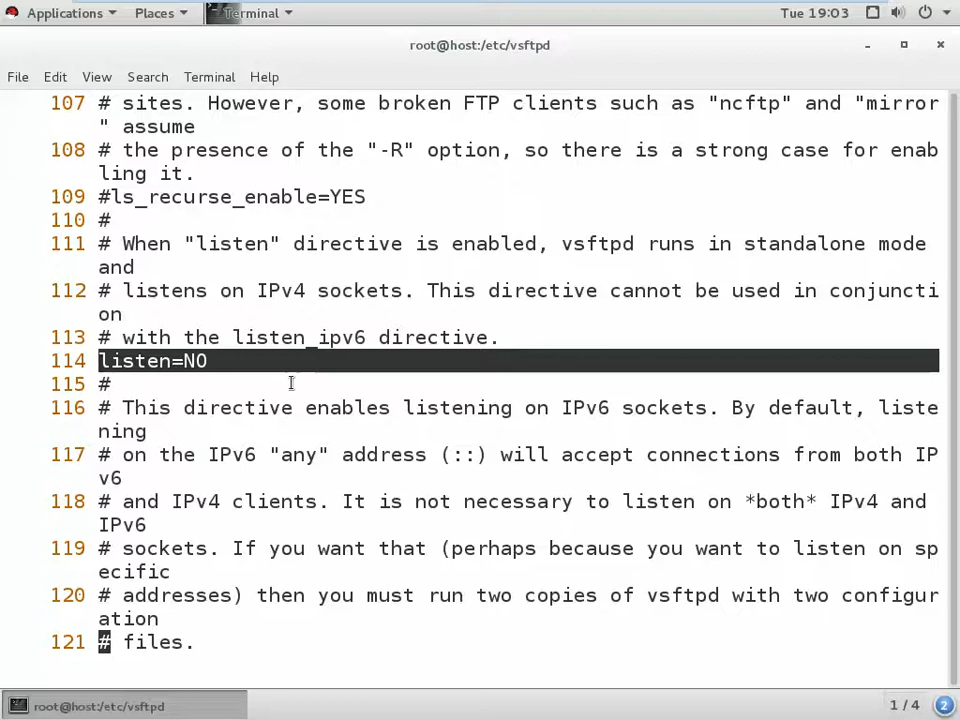 Applications Places Terminal Tue 19:03
root@host:/etc/vsftpd
File Edit View Search Terminal Help
107 # sites. However, some broken FTP clients such as "ncftp" and "mirror
" assume
108 # the presence of the "-R" option, so there is a strong case for enab
ling it.
109 #ls_recurse_enable=YES
110 #
111 # When "listen" directive is enabled, vsftpd runs in standalone mode
and
112 # listens on IPv4 sockets. This directive cannot be used in conjuncti
on
113 # with the listen_ipv6 directive.
114 listen=NO
115 #
116 # This directive enables listening on IPv6 sockets. By default, liste
ning
117 # on the IPv6 "any" address (::) will accept connections from both IP
v6
118 # and IPv4 clients. It is not necessary to listen on *both* IPv4 and
IPv6
119 # sockets. If you want that (perhaps because you want to listen on sp
ecific
120 # addresses) then you must run two copies of vsftpd with two configur
ation
121 # files.
root@host:/etc/vsftpd 1 / 4 2